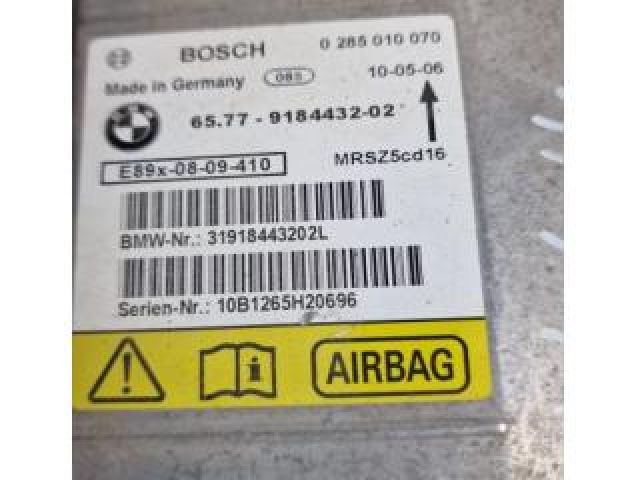 BOSCH 0 285 010 070
Made in Germany 085 10-05-06
65.77 - 9184432-02
E89x-08-09-410 MRSZ5cd16
BMW-Nr.: 31918443202L
Serien-Nr.: 10B1265H20696
AIRBAG